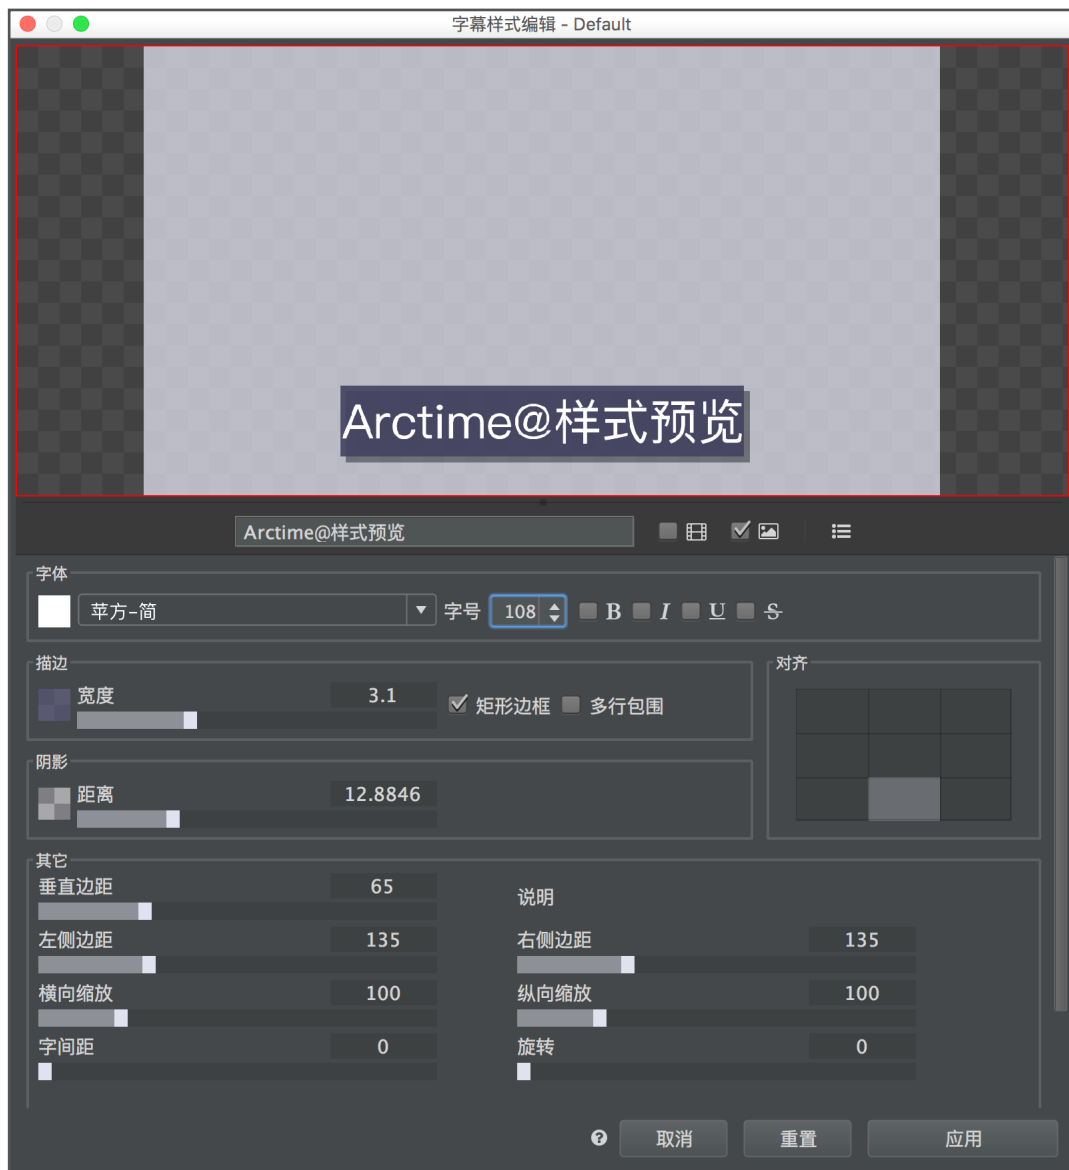 字幕样式编辑 - Default
Arctime@样式预览
Arctime@样式预览
字体
苹方-简 字号 108 B I U S
描边
宽度 3.1 矩形边框 多行包围
对齐
阴影
距离 12.8846
其它
垂直边距 65 说明
左侧边距 135 右侧边距 135
横向缩放 100 纵向缩放 100
字间距 0 旋转 0
? 取消 重置 应用